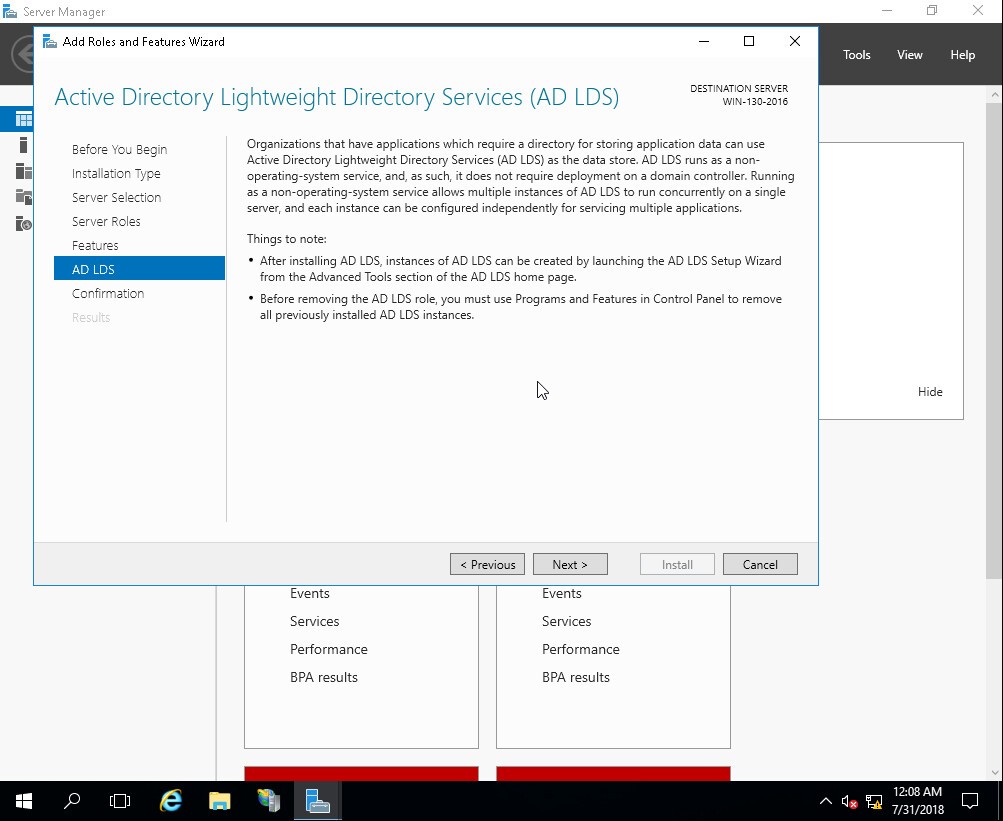 Server Manager
Add Roles and Features Wizard
Tools
View
Help
Active Directory Lightweight Directory Services (AD LDS)
DESTINATION SERVER
WIN-130-2016
Before You Begin
Installation Type
Server Selection
Server Roles
Features
AD LDS
Confirmation
Results
Organizations that have applications which require a directory for storing application data can use
Active Directory Lightweight Directory Services (AD LDS) as the data store. AD LDS runs as a non-
operating-system service, and, as such, it does not require deployment on a domain controller. Running
as a non-operating-system service allows multiple instances of AD LDS to run concurrently on a single
server, and each instance can be configured independently for servicing multiple applications.
Things to note:
• After installing AD LDS, instances of AD LDS can be created by launching the AD LDS Setup Wizard
from the Advanced Tools section of the AD LDS home page.
• Before removing the AD LDS role, you must use Programs and Features in Control Panel to remove
all previously installed AD LDS instances.
Hide
< Previous
Next >
Install
Cancel
Events
Services
Performance
BPA results
Events
Services
Performance
BPA results
12:08 AM
7/31/2018